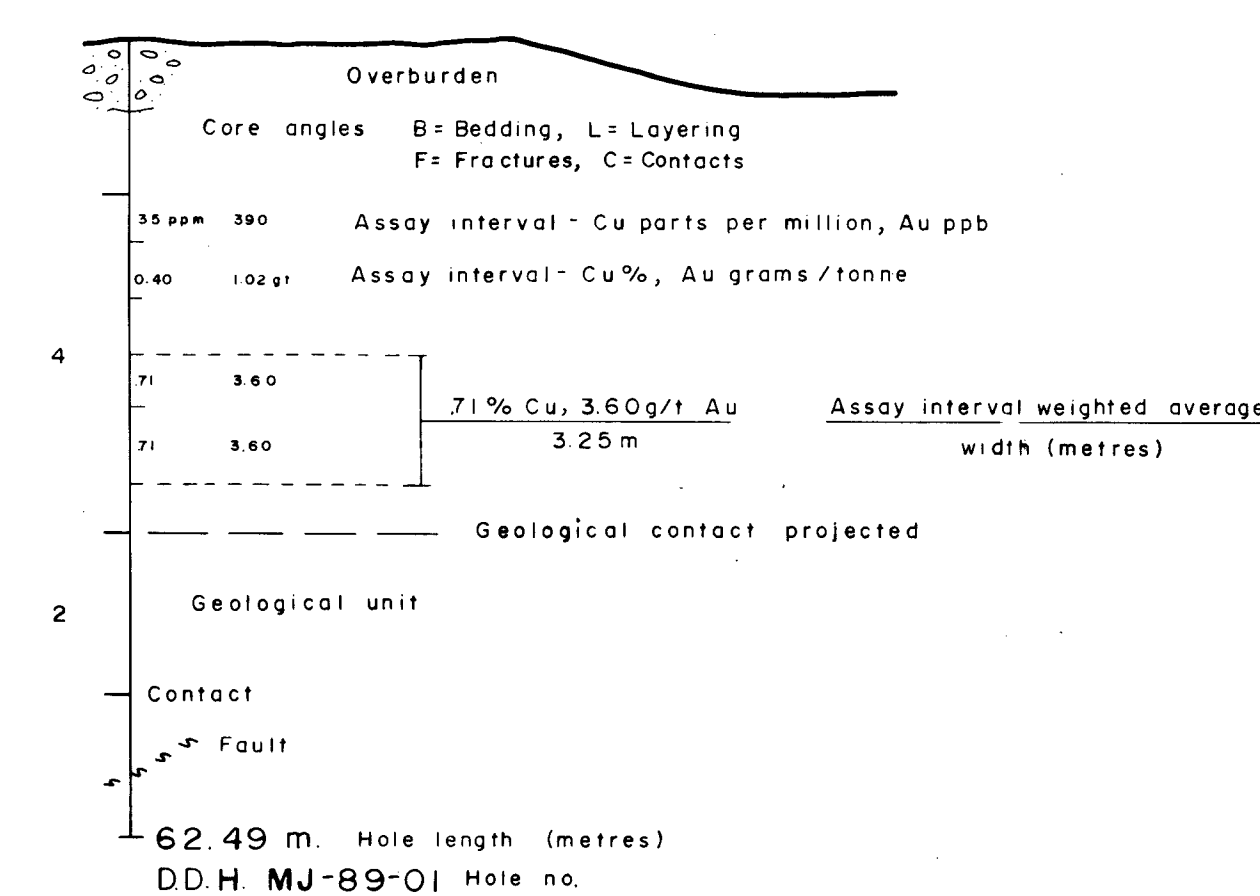 Overburden
Core angles B = Bedding, L = Layering
F = Fractures, C = Contacts
35 ppm 390 Assay interval - Cu parts per million, Au ppb
0.40 1.02 gt Assay interval - Cu%, Au grams/tonne
4
.71 3.60
.71% Cu, 3.60g/t Au Assay interval weighted average
3.25 m width (metres)
.71 3.60
Geological contact projected
2 Geological unit
Contact
Fault
62.49 m. Hole length (metres)
D.D.H. MJ-89-01 Hole no.